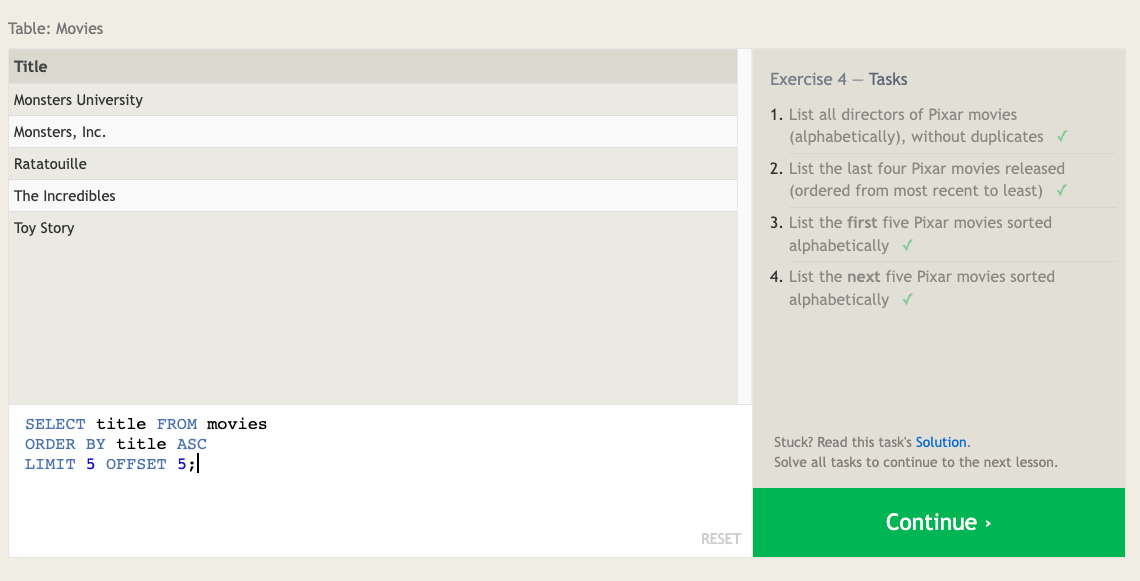 Table: Movies
Title
Monsters University
Monsters, Inc.
Ratatouille
The Incredibles
Toy Story
SELECT title FROM movies
ORDER BY title ASC
LIMIT 5 OFFSET 5;
RESET
Exercise 4 — Tasks
1. List all directors of Pixar movies
(alphabetically), without duplicates ✓
2. List the last four Pixar movies released
(ordered from most recent to least) ✓
3. List the first five Pixar movies sorted
alphabetically ✓
4. List the next five Pixar movies sorted
alphabetically ✓
Stuck? Read this task's Solution.
Solve all tasks to continue to the next lesson.
Continue ›